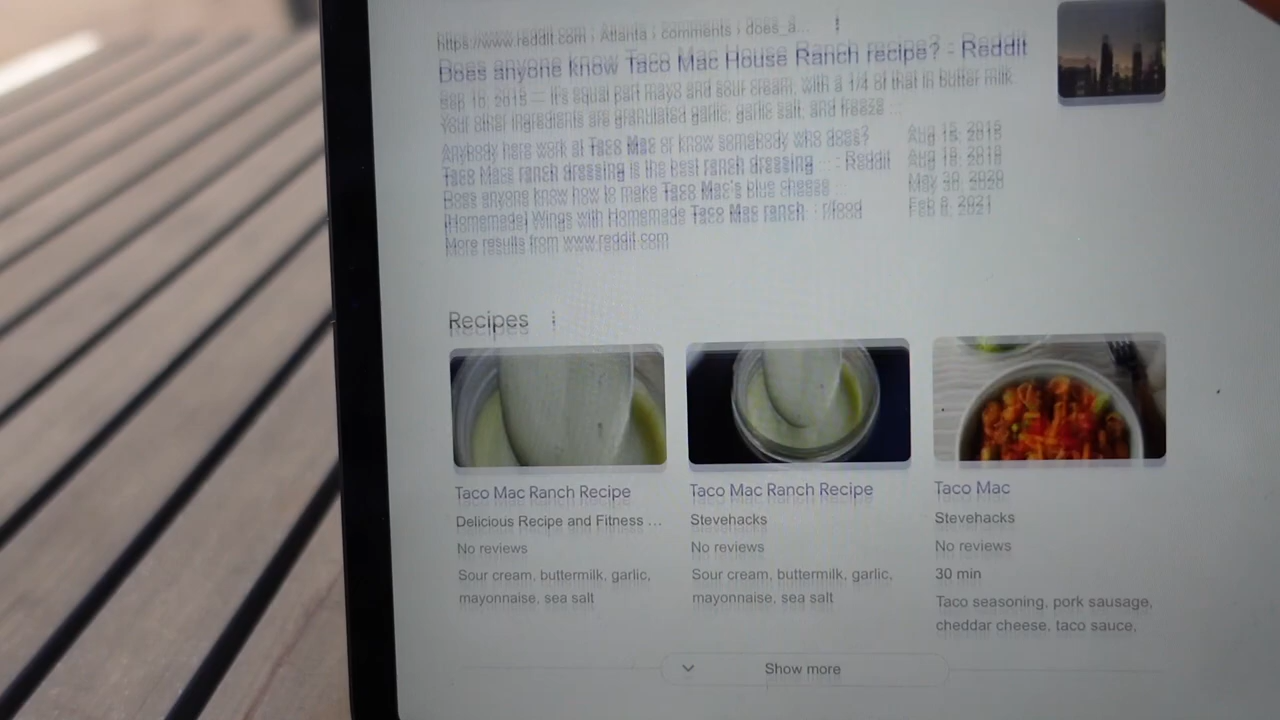 https://www.reddit.com › Atlanta › comments › does_a...
Does anyone know Taco Mac House Ranch recipe? - Reddit
Sep 10, 2015 — It's equal part mayo and sour cream, with a 1/4 of that in butter milk
Your other ingredients are granulated garlic, garlic salt, and freeze ...
Anybody here work at Taco Mac or know somebody who does? Aug 15, 2015
Taco Macs ranch dressing is the best ranch dressing ... - Reddit Aug 18, 2018
Does anyone know how to make Taco Mac's blue cheese ... May 30, 2020
[Homemade] Wings with Homemade Taco Mac ranch : r/food Feb 8, 2021
More results from www.reddit.com
Recipes
Taco Mac Ranch Recipe
Delicious Recipe and Fitness ...
No reviews
Sour cream, buttermilk, garlic,
mayonnaise, sea salt
Taco Mac Ranch Recipe
Stevehacks
No reviews
Sour cream, buttermilk, garlic,
mayonnaise, sea salt
Taco Mac
Stevehacks
No reviews
30 min
Taco seasoning, pork sausage,
cheddar cheese, taco sauce,
Show more